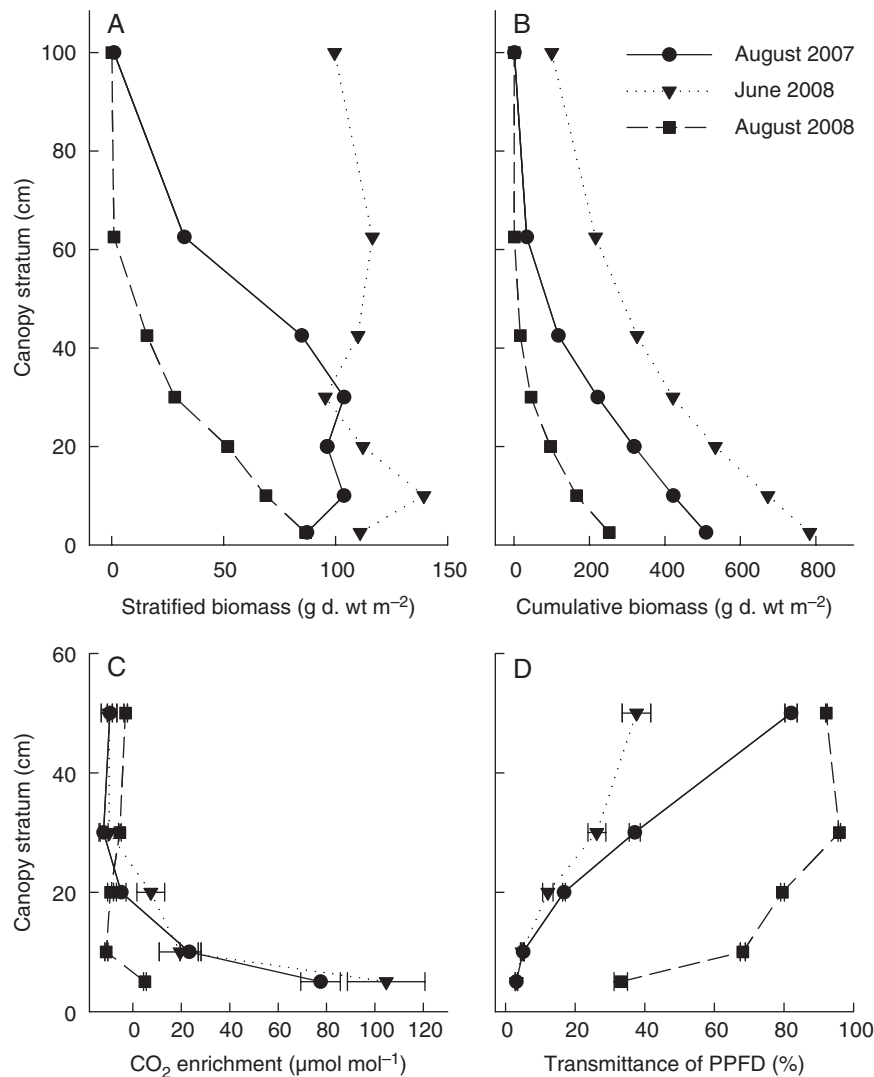 A
B
August 2007
June 2008
August 2008
100
80
60
40
20
0
Canopy stratum (cm)
0 50 100 150
0 200 400 600 800
Stratified biomass (g d. wt m⁻²)
Cumulative biomass (g d. wt m⁻²)
C
D
60
40
20
0
Canopy stratum (cm)
0 20 40 60 80 100 120
0 20 40 60 80 100
CO₂ enrichment (µmol mol⁻¹)
Transmittance of PPFD (%)